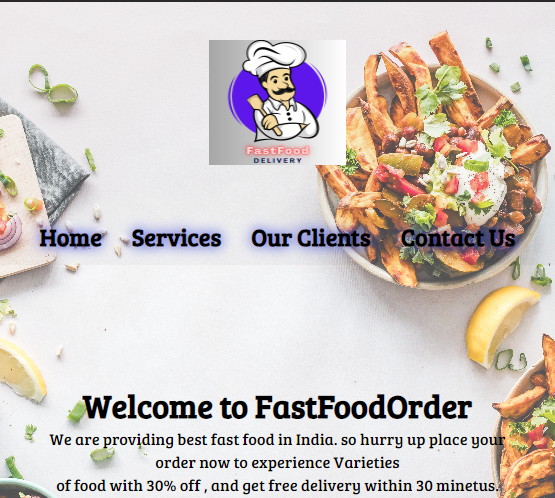 FastFood
DELIVERY
Home Services Our Clients Contact Us
Welcome to FastFoodOrder
We are providing best fast food in India. so hurry up place your
order now to experience Varieties
of food with 30% off , and get free delivery within 30 minetus.